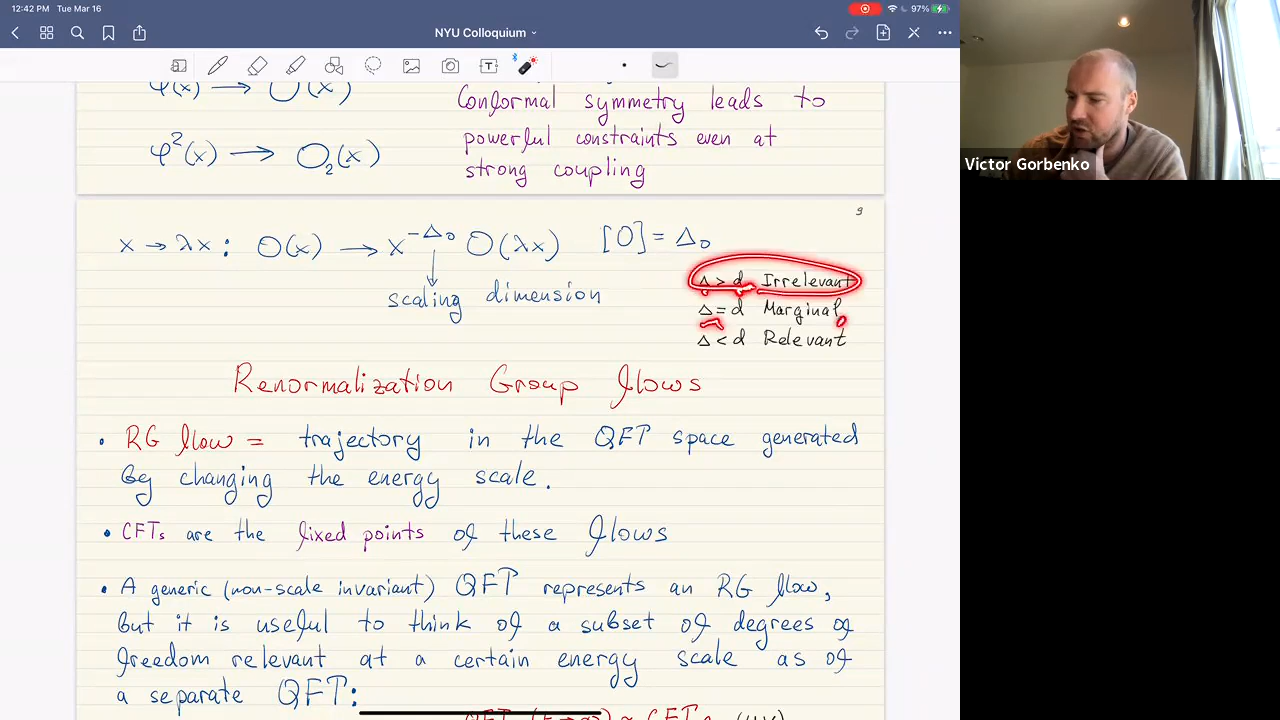 12:42 PM Tue Mar 16
97%
NYU Colloquium
φ(x) → O(x)
Conformal symmetry leads to
φ²(x) → O₂(x)
powerful constraints even at
strong coupling
9
x → λx : O(x) → x^-Δ₀ O(λx) [O] = Δ₀
scaling dimension
Δ > d Irrelevant
Δ = d Marginal
Δ < d Relevant
Renormalization Group flows
• RG flow = trajectory in the QFT space generated
by changing the energy scale.
• CFTs are the fixed points of these flows
• A generic (non-scale invariant) QFT represents an RG flow,
but it is useful to think of a subset of degrees of
freedom relevant at a certain energy scale as of
a separate QFT:
Victor Gorbenko